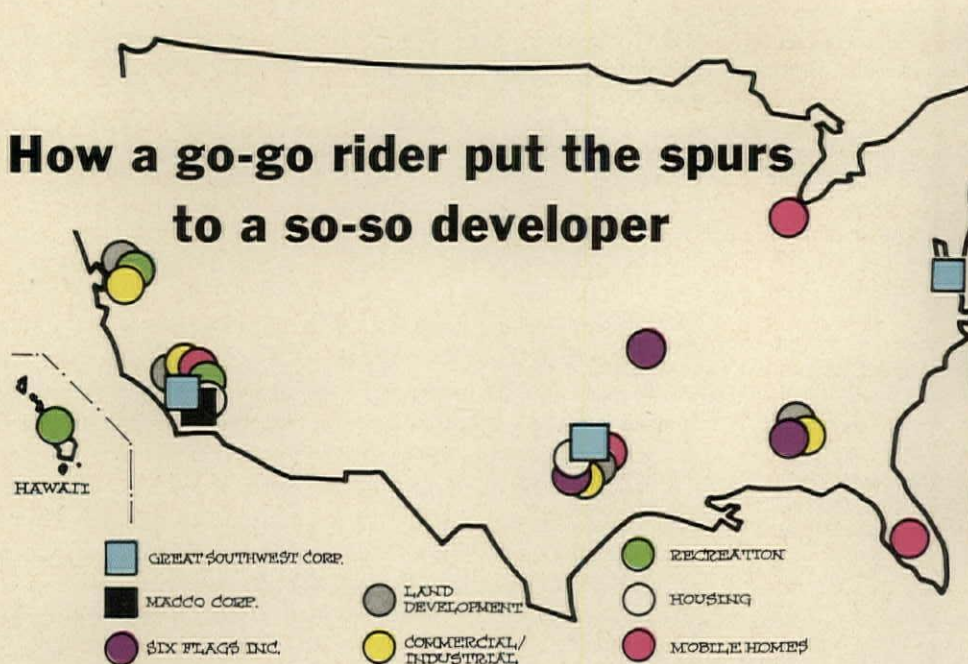 How a go-go rider put the spurs
to a so-so developer
HAWAII
GREAT SOUTHWEST CORP.
MACCO CORP.
SIX FLAGS INC.
LAND
DEVELOPMENT
COMMERCIAL/
INDUSTRIAL
RECREATION
HOUSING
MOBILE HOMES